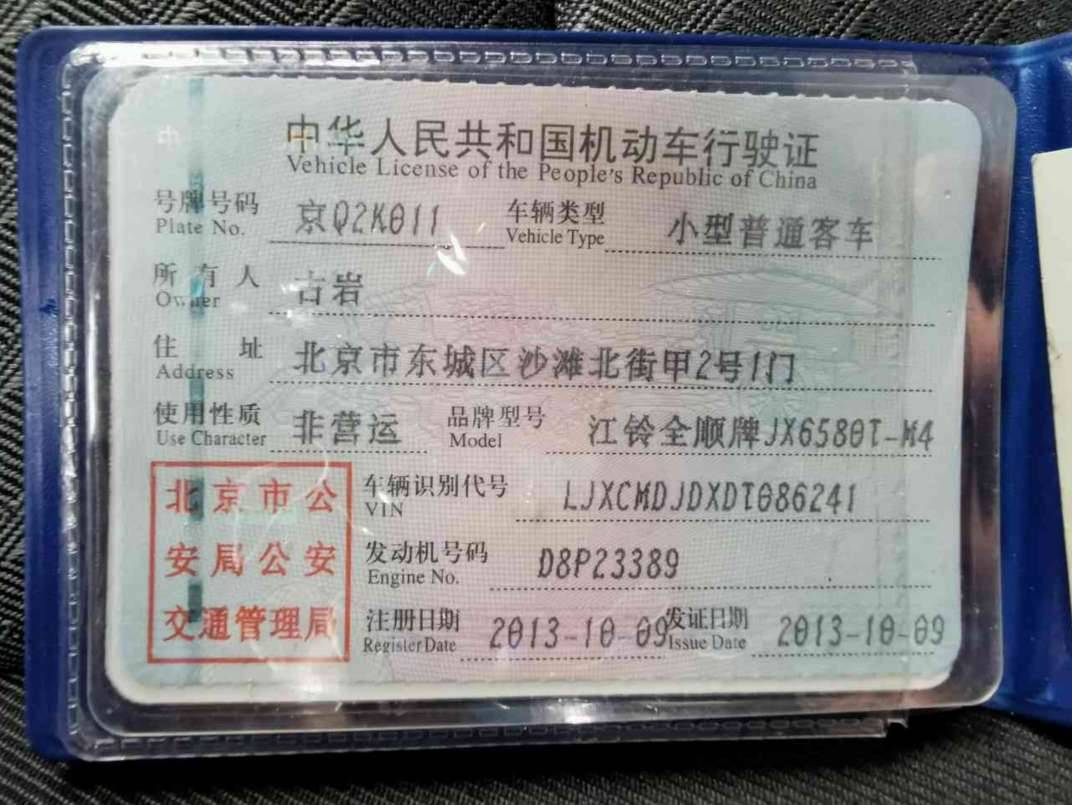 中华人民共和国机动车行驶证
Vehicle License of the People's Republic of China
号牌号码 京Q2K011 车辆类型 小型普通客车
Plate No. Vehicle Type
所有人 古岩
Owner
住址 北京市东城区沙滩北街甲2号1门
Address
使用性质 非营运 品牌型号 江铃全顺牌JX6580T-M4
Use Character Model
北京市公
安局公安
交通管理局
车辆识别代号 LJXCMDJDXDT086241
VIN
发动机号码 D8P23389
Engine No.
注册日期 2013-10-09 发证日期 2013-10-09
Register Date Issue Date